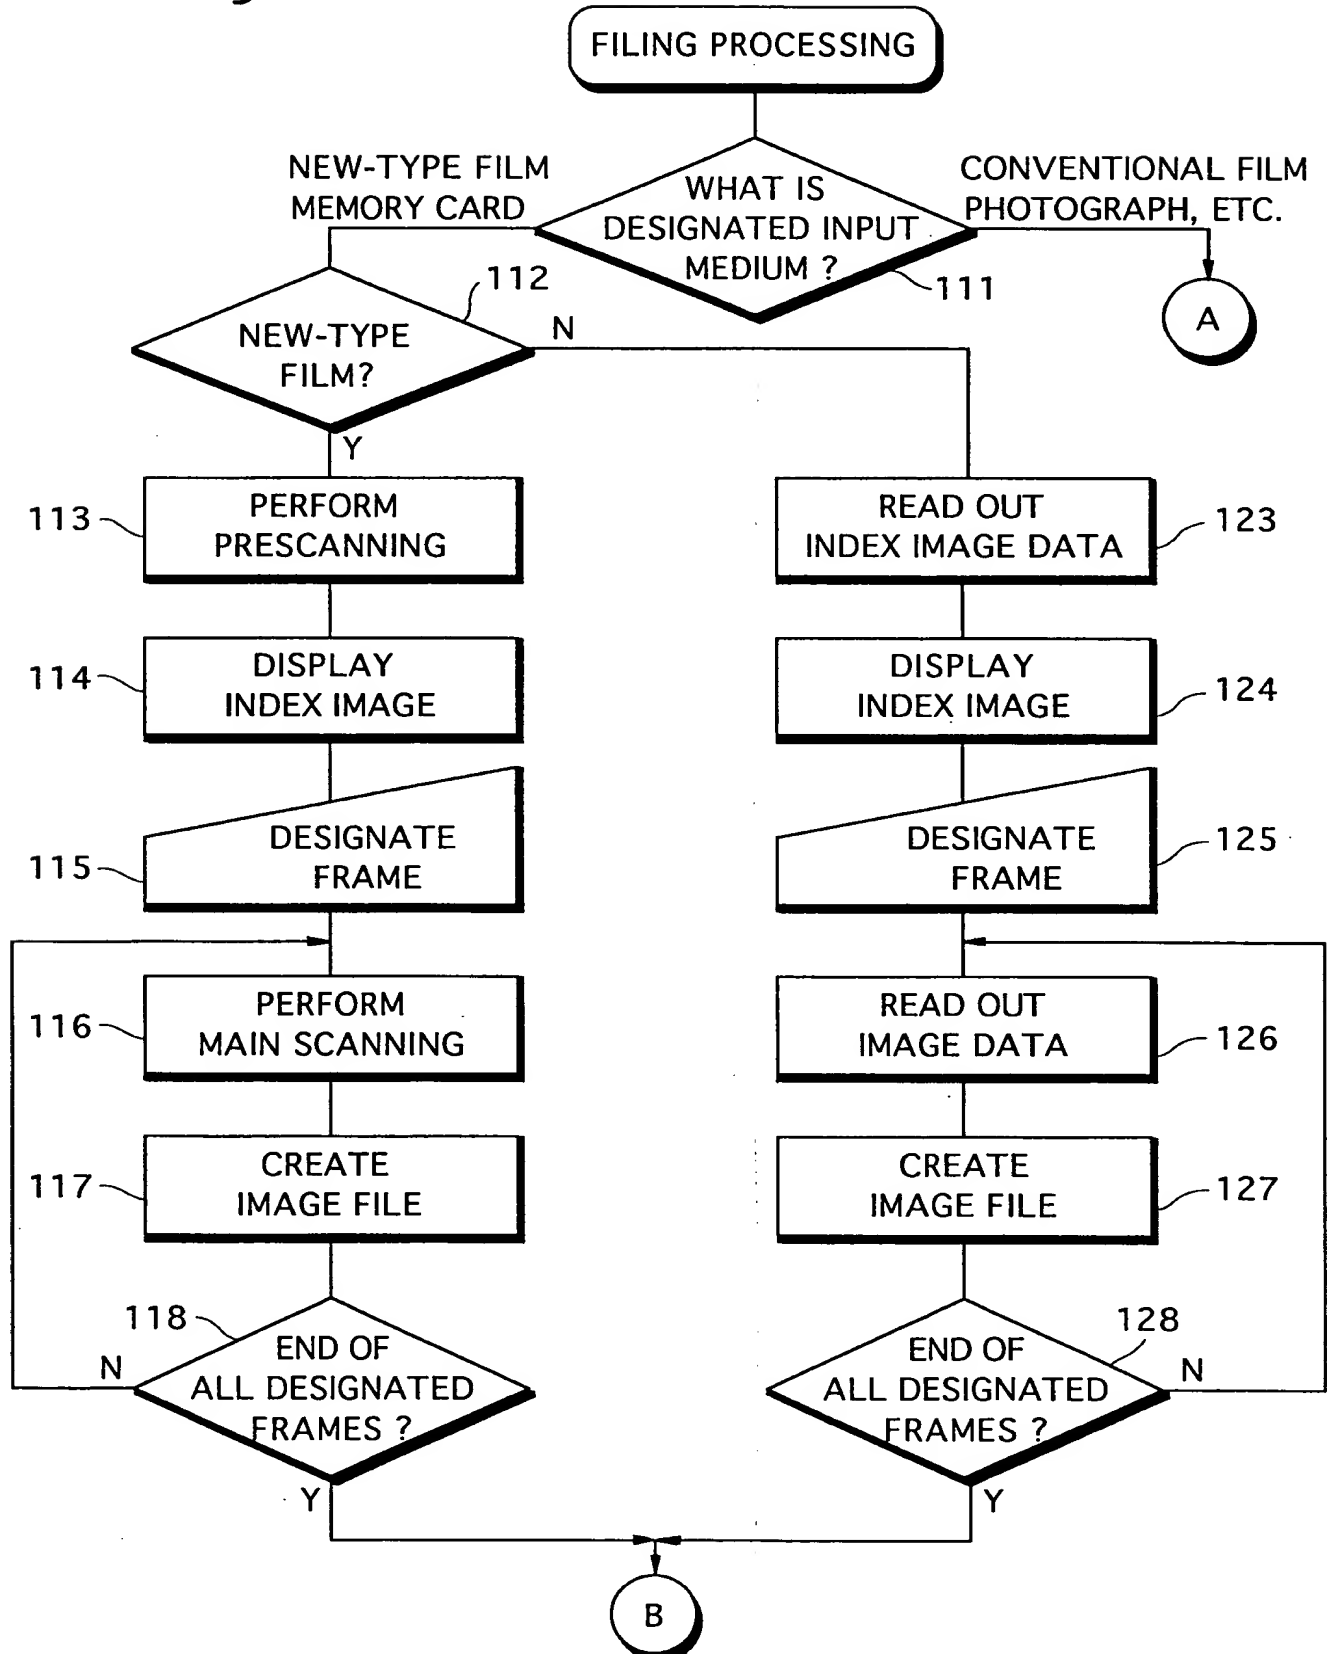 FILING PROCESSING
NEW-TYPE FILM
MEMORY CARD
WHAT IS
DESIGNATED INPUT
MEDIUM ?
CONVENTIONAL FILM
PHOTOGRAPH, ETC.
111
A
112
NEW-TYPE
FILM?
N
Y
113
PERFORM
PRESCANNING
READ OUT
INDEX IMAGE DATA
123
114
DISPLAY
INDEX IMAGE
DISPLAY
INDEX IMAGE
124
115
DESIGNATE
FRAME
DESIGNATE
FRAME
125
116
PERFORM
MAIN SCANNING
READ OUT
IMAGE DATA
126
117
CREATE
IMAGE FILE
CREATE
IMAGE FILE
127
118
END OF
ALL DESIGNATED
FRAMES ?
N
Y
128
END OF
ALL DESIGNATED
FRAMES ?
N
Y
B